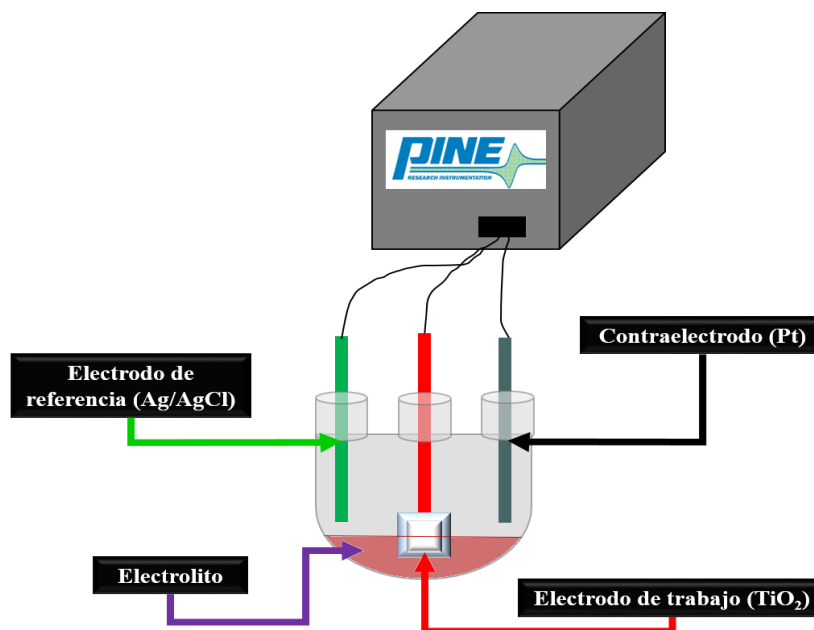 PINE
RESEARCH INSTRUMENTATION
Contraelectrodo (Pt)
Electrodo de
referencia (Ag/AgCl)
Electrolito
Electrodo de trabajo (TiO₂)